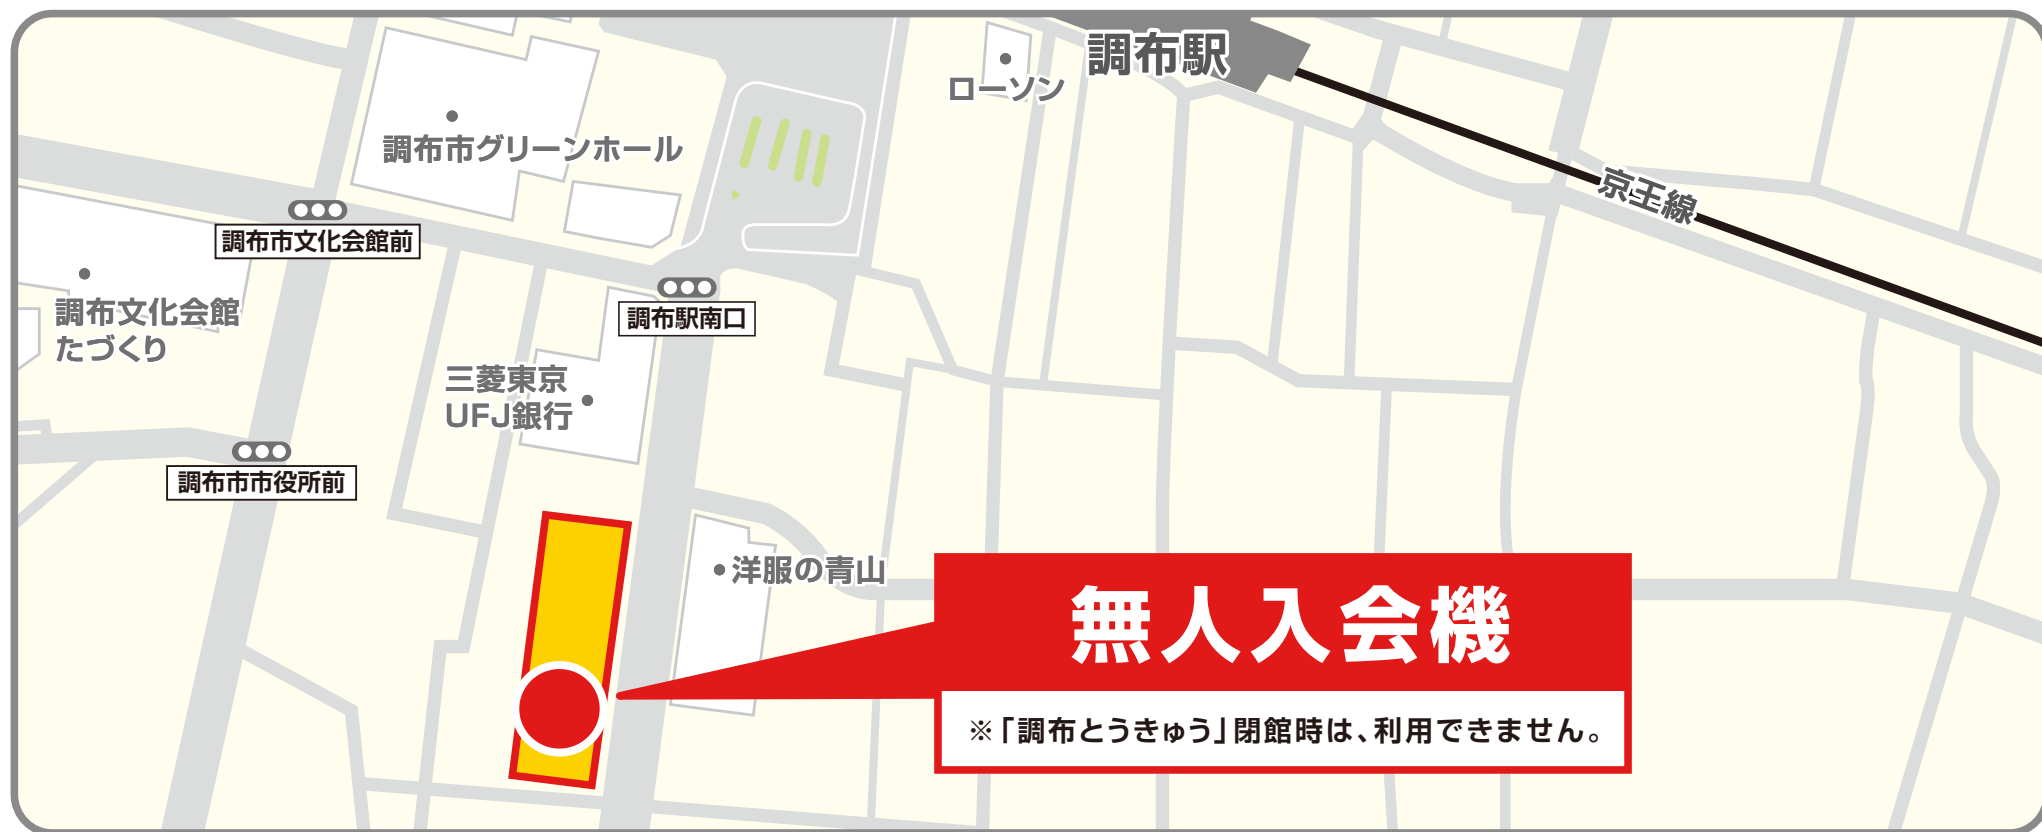 調布駅
ローソン
調布市グリーンホール
京王線
調布市文化会館前
調布文化会館
たづくり
調布駅南口
三菱東京
UFJ銀行
調布市市役所前
洋服の青山
無人入会機
※「調布とうきゅう」閉館時は、利用できません。